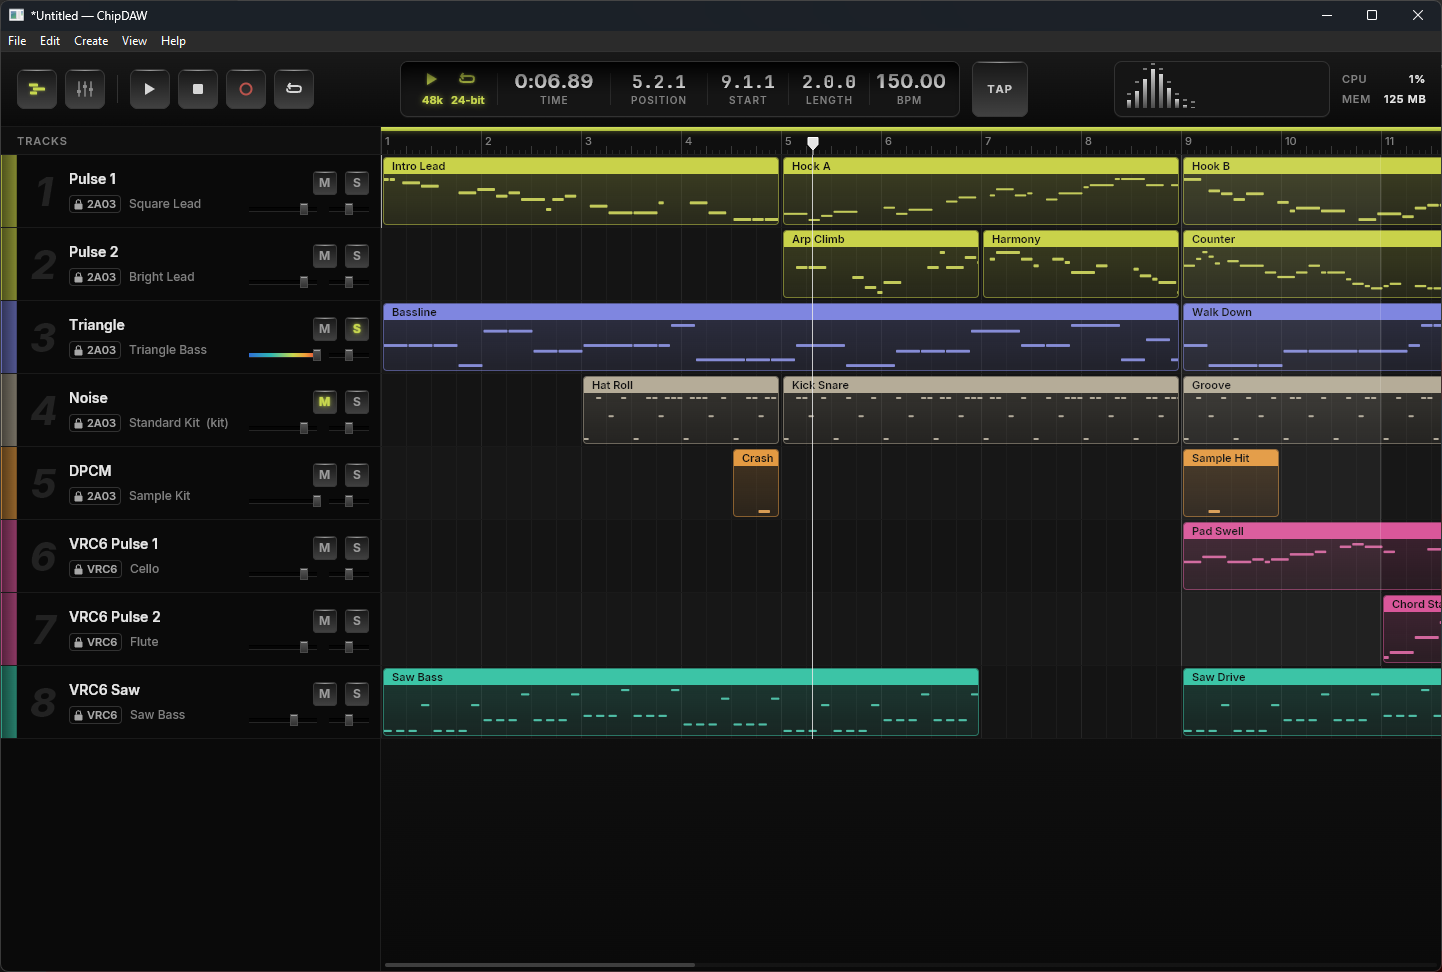 *Untitled — ChipDAW
File Edit Create View Help
48k 24-bit
0:06.89
TIME
5.2.1
POSITION
9.1.1
START
2.0.0
LENGTH
150.00
BPM
TAP
CPU 1%
MEM 125 MB
TRACKS
1 2 3 4 5 6 7 8 9 10 11
1
Pulse 1
M S
2A03 Square Lead
Intro Lead
Hook A
Hook B
2
Pulse 2
M S
2A03 Bright Lead
Arp Climb
Harmony
Counter
3
Triangle
M S
2A03 Triangle Bass
Bassline
Walk Down
4
Noise
M S
2A03 Standard Kit (kit)
Hat Roll
Kick Snare
Groove
5
DPCM
M S
2A03 Sample Kit
Crash
Sample Hit
6
VRC6 Pulse 1
M S
VRC6 Cello
Pad Swell
7
VRC6 Pulse 2
M S
VRC6 Flute
Chord Sta
8
VRC6 Saw
M S
VRC6 Saw Bass
Saw Bass
Saw Drive